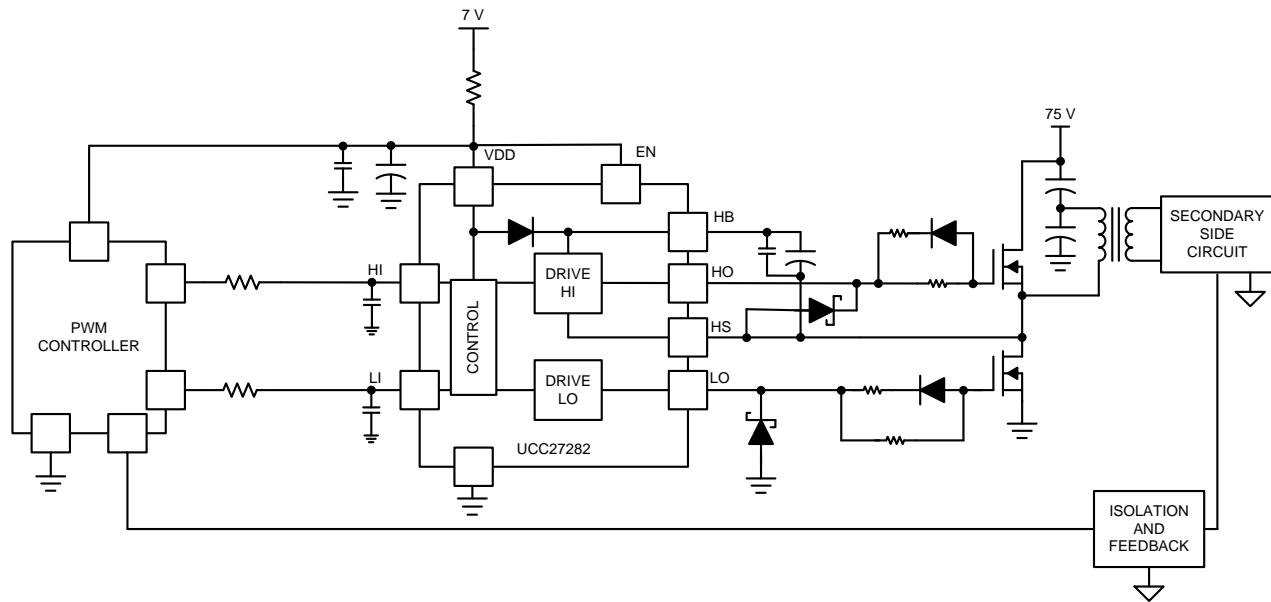 7 V
75 V
VDD
EN
HB
SECONDARY
SIDE
CIRCUIT
HI
DRIVE
HI
HO
PWM
CONTROLLER
CONTROL
HS
LI
DRIVE
LO
LO
UCC27282
ISOLATION
AND
FEEDBACK